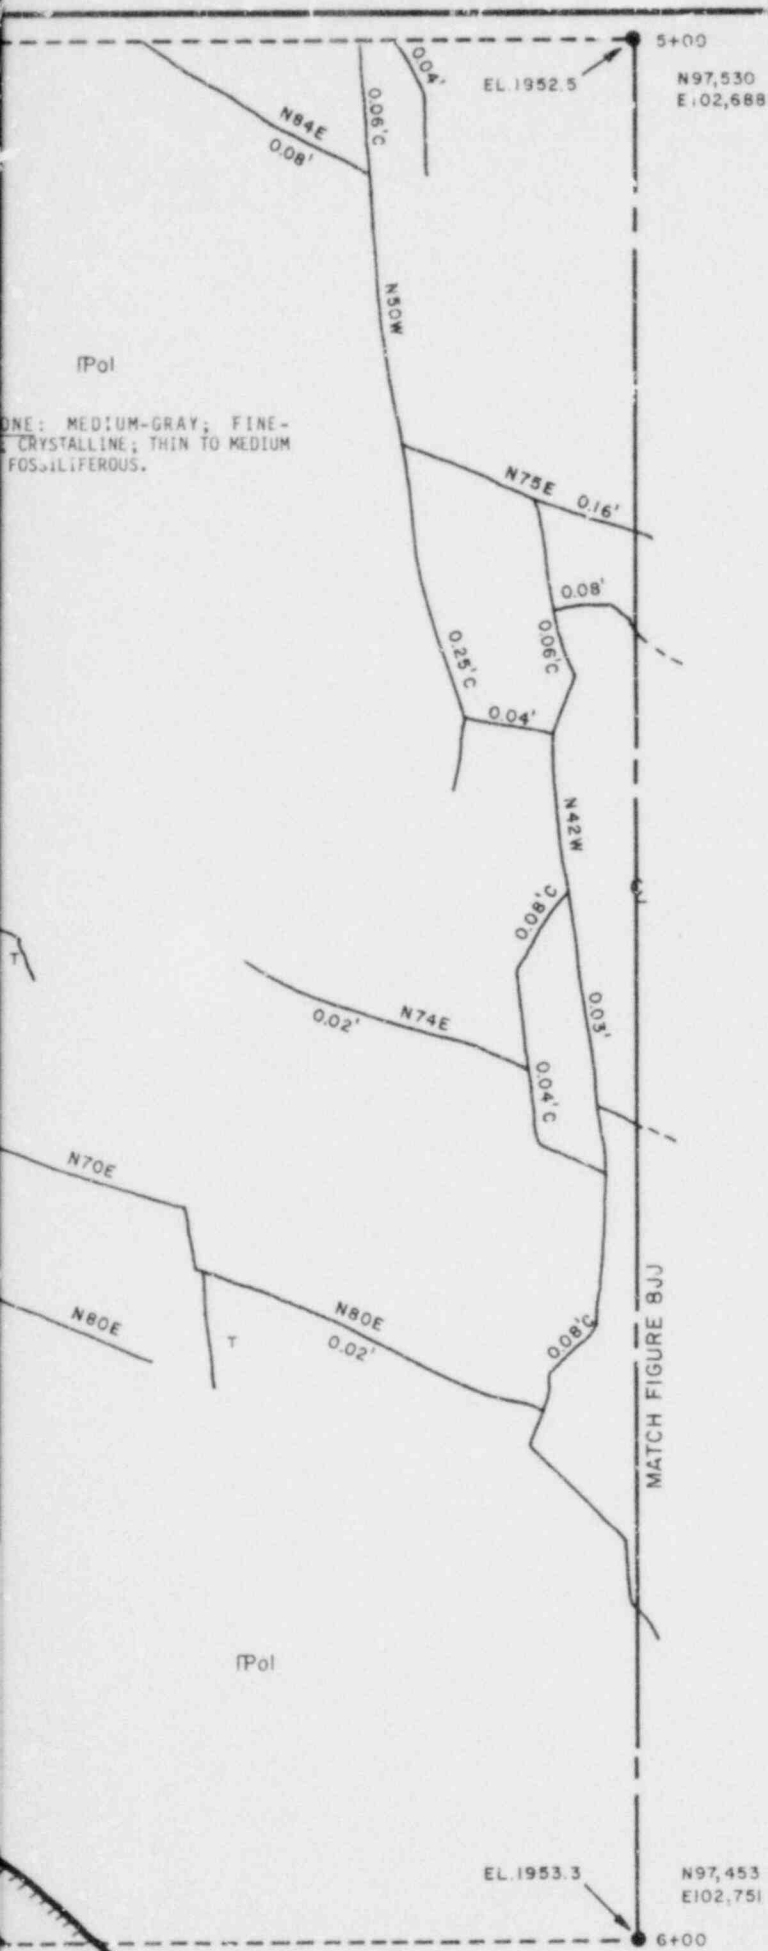 5+00
EL.1952.5
N97,530
E102,688
0.04'
0.06'C
N84E
0.08'
N50W
IPol
ONE: MEDIUM-GRAY; FINE-
CRYSTALLINE; THIN TO MEDIUM
FOSSILIFEROUS.
N75E
0.16'
0.08'
0.06'C
0.25'C
0.04'
N42W
0.08'C
℄
T
N74E
0.02'
0.03'
0.04'C
N70E
N80E
N80E
0.02'
T
0.08'C
MATCH FIGURE 8JJ
IPol
EL.1953.3
N97,453
E102,751
6+00